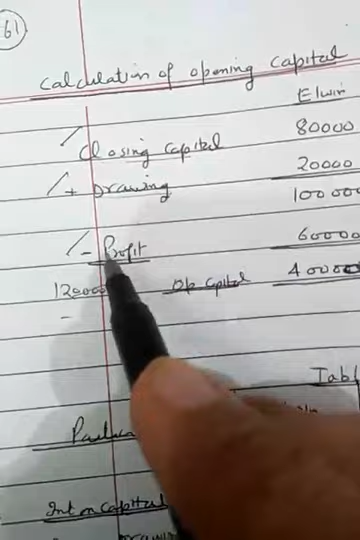 61
Calculation of opening Capital
Elwin
Closing Capital 80000
+ Drawing 20000
100000
- Profit 60000
120000 Op Capital 40000
Tabl
Int on Capital